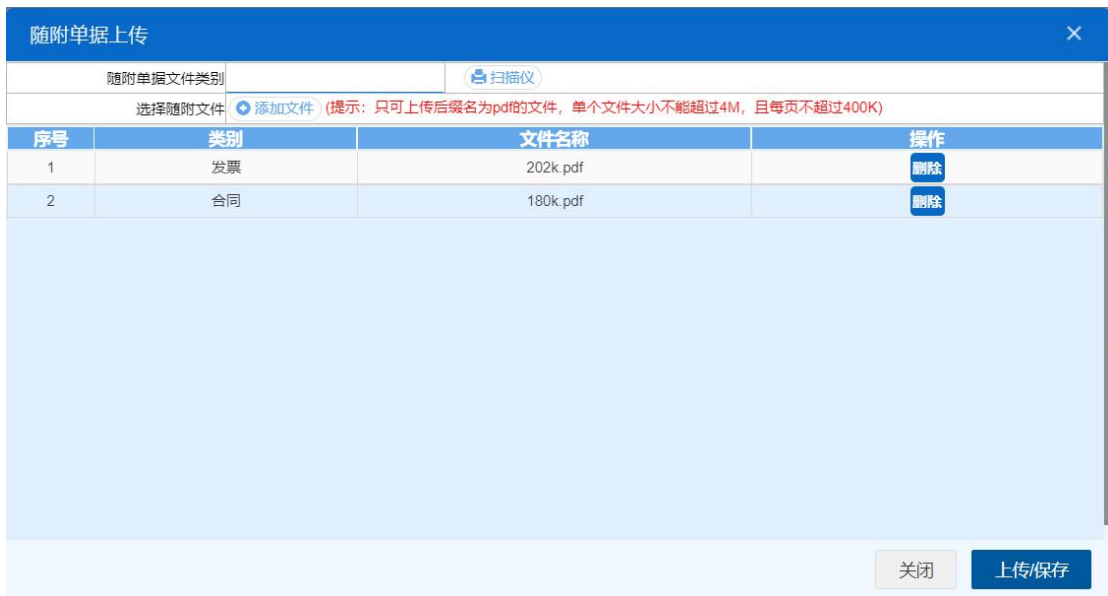 随附单据上传
随附单据文件类别 扫描仪
选择随附文件 添加文件 (提示：只可上传后缀名为pdf的文件，单个文件大小不能超过4M，且每页不超过400K)
序号 类别 文件名称 操作
1 发票 202k.pdf 删除
2 合同 180k.pdf 删除
关闭 上传/保存